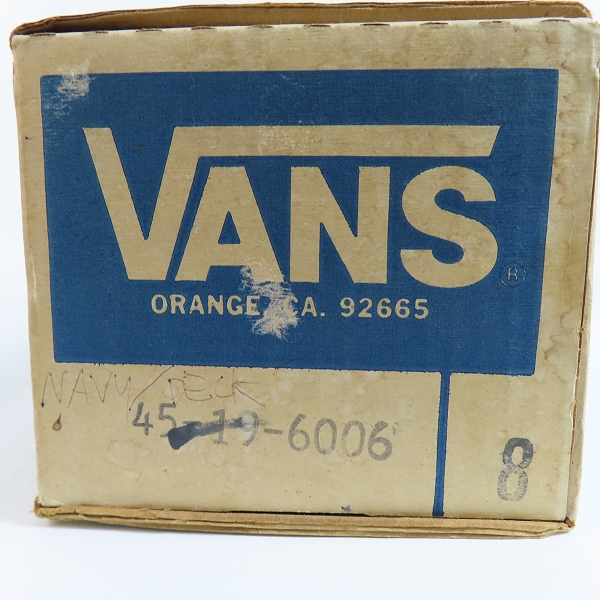 VANS
®
ORANGE, CA. 92665
NAVY/DECK
45-19-6006
8